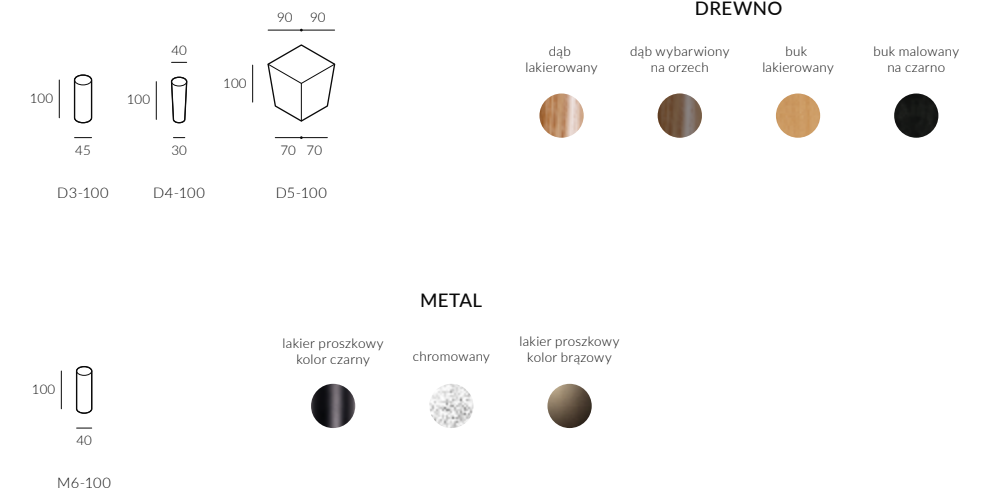 DREWNO
90 90
40
100
100
100
45
30
70 70
D3-100
D4-100
D5-100
dąb
lakierowany
dąb wybarwiony
na orzech
buk
lakierowany
buk malowany
na czarno
METAL
100
40
M6-100
lakier proszkowy
kolor czarny
chromowany
lakier proszkowy
kolor brązowy